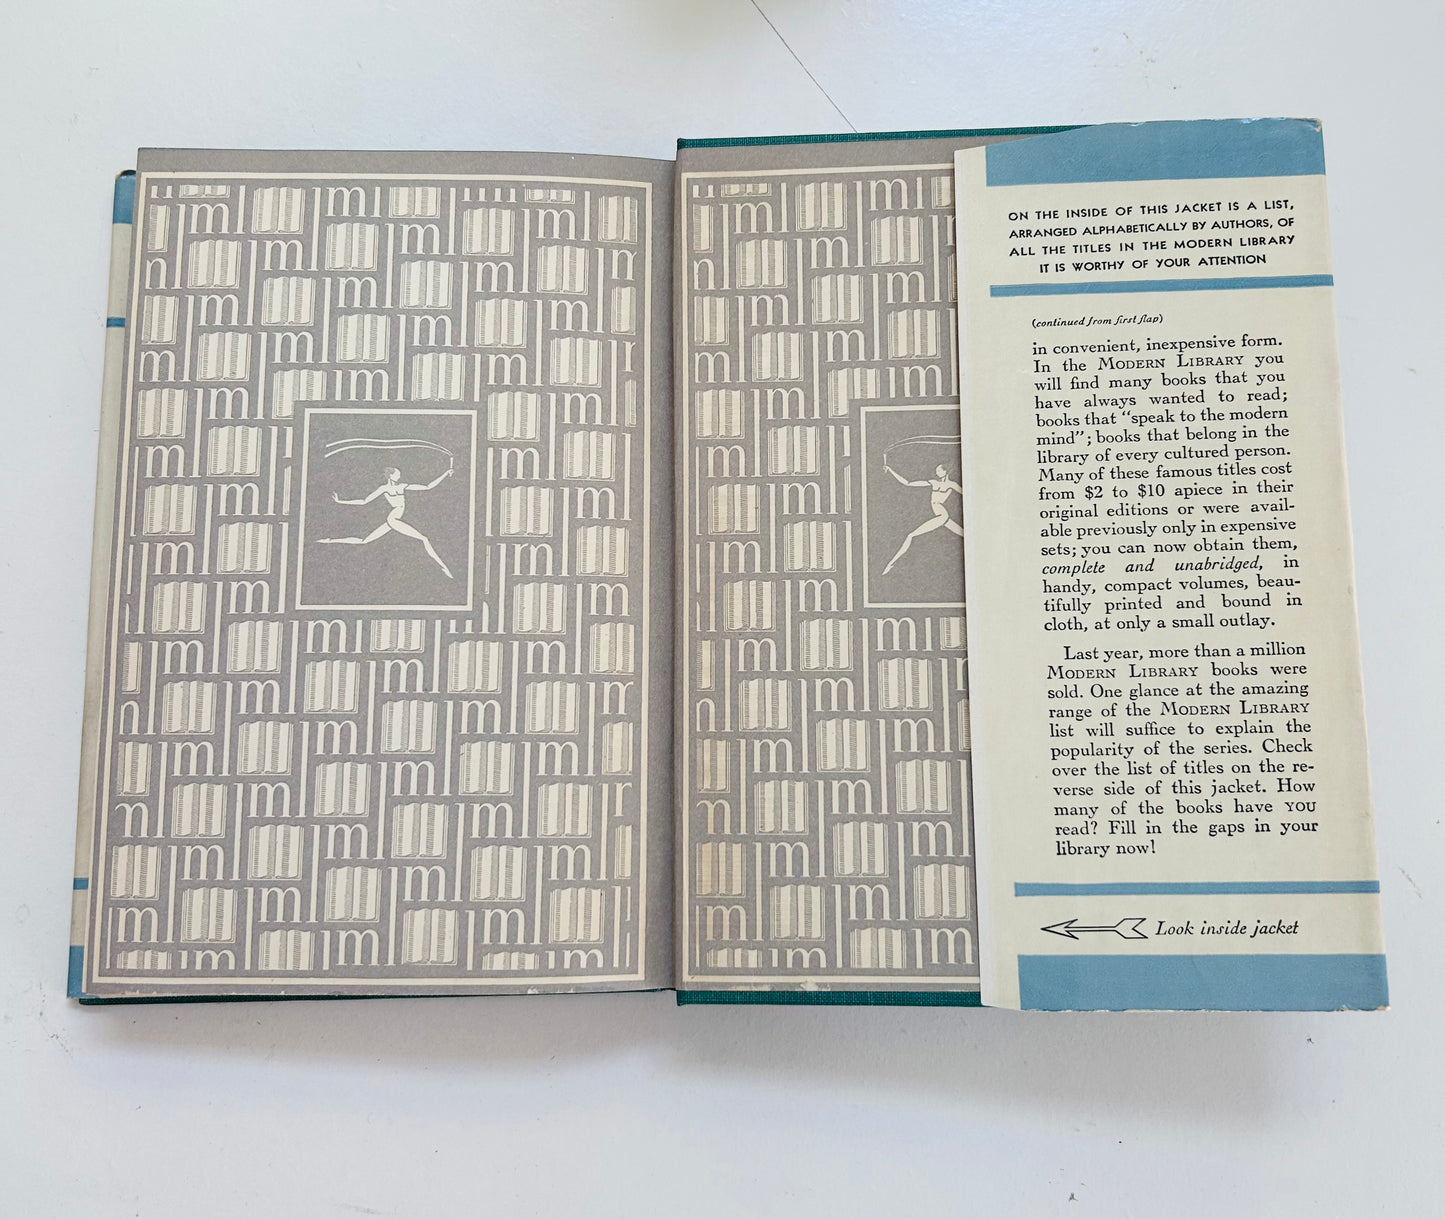 ON THE INSIDE OF THIS JACKET IS A LIST,
ARRANGED ALPHABETICALLY BY AUTHORS, OF
ALL THE TITLES IN THE MODERN LIBRARY
IT IS WORTHY OF YOUR ATTENTION
(continued from first flap)
in convenient, inexpensive form.
In the MODERN LIBRARY you
will find many books that you
have always wanted to read;
books that “speak to the modern
mind”; books that belong in the
library of every cultured person.
Many of these famous titles cost
from $2 to $10 apiece in their
original editions or were avail-
able previously only in expensive
sets; you can now obtain them,
complete and unabridged, in
handy, compact volumes, beau-
tifully printed and bound in
cloth, at only a small outlay.
Last year, more than a million
MODERN LIBRARY books were
sold. One glance at the amazing
range of the MODERN LIBRARY
list will suffice to explain the
popularity of the series. Check
over the list of titles on the re-
verse side of this jacket. How
many of the books have YOU
read? Fill in the gaps in your
library now!
Look inside jacket